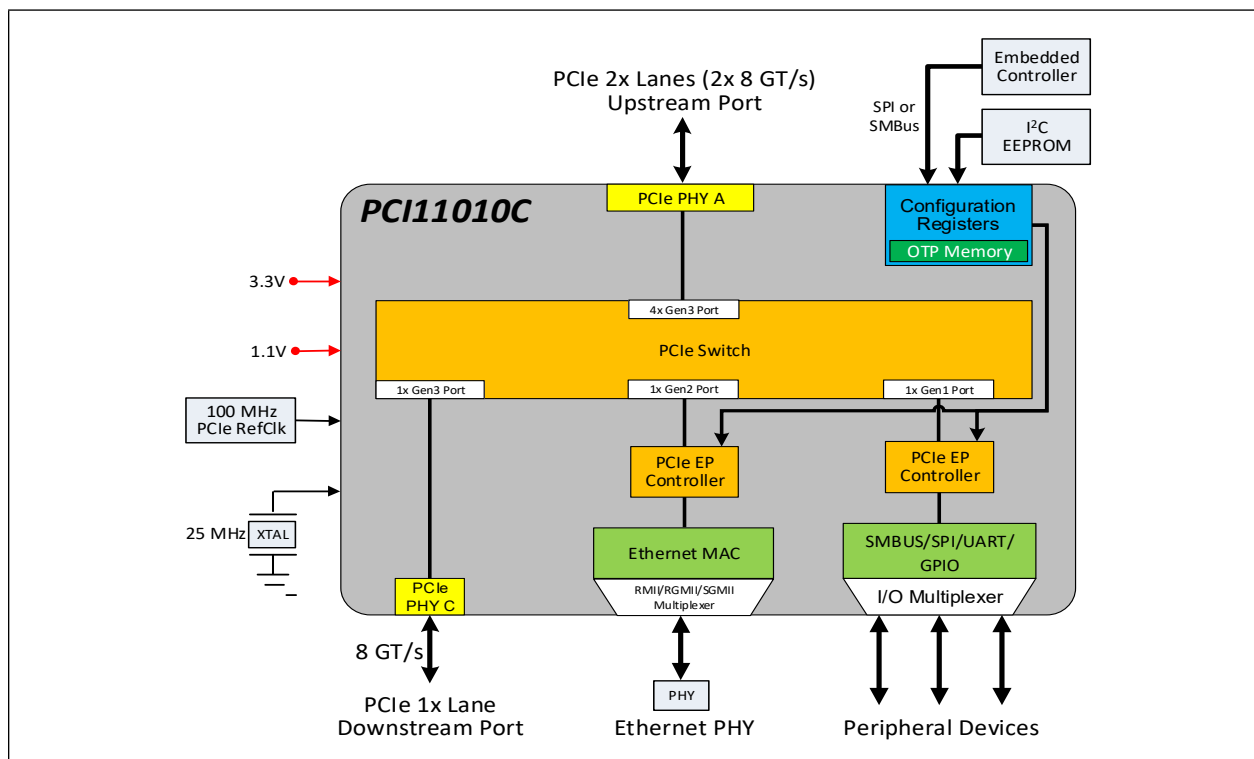 Embedded
Controller
PCIe 2x Lanes (2x 8 GT/s)
Upstream Port
SPI or
SMBus
I²C
EEPROM
PCI11010C
PCIe PHY A
Configuration
Registers
OTP Memory
3.3V
4x Gen3 Port
1.1V
PCIe Switch
1x Gen3 Port
1x Gen2 Port
1x Gen1 Port
100 MHz
PCIe RefClk
PCIe EP
Controller
PCIe EP
Controller
25 MHz
XTAL
Ethernet MAC
SMBUS/SPI/UART/
GPIO
PCIe
PHY C
RMII/RGMII/SGMII
Multiplexer
I/O Multiplexer
8 GT/s
PCIe 1x Lane
Downstream Port
PHY
Ethernet PHY
Peripheral Devices